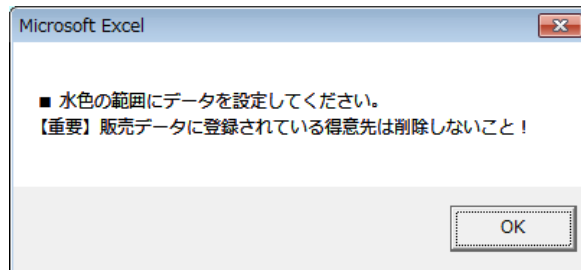 Microsoft Excel
■ 水色の範囲にデータを設定してください。
【重要】販売データに登録されている得意先は削除しないこと！
OK